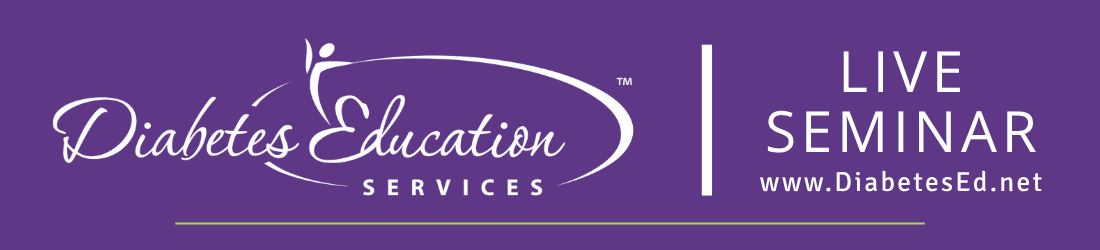 Diabetes Education
SERVICES
™
LIVE
SEMINAR
www.DiabetesEd.net